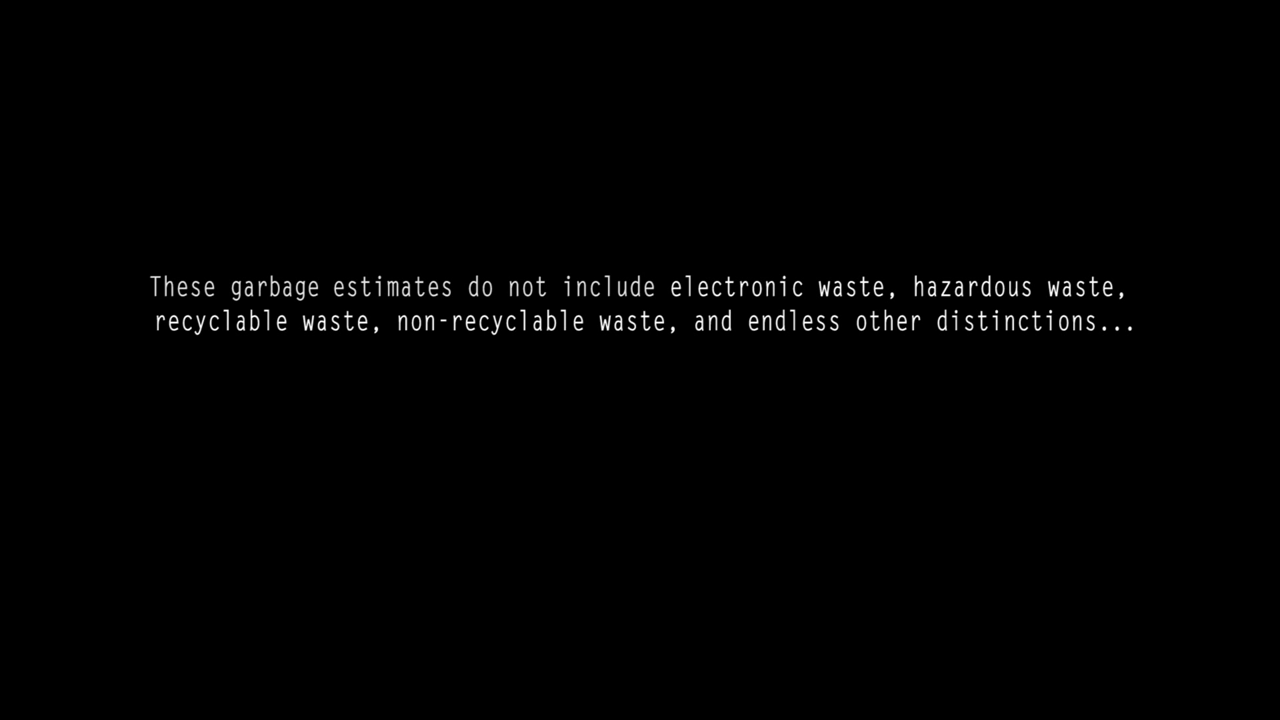 These garbage estimates do not include electronic waste, hazardous waste,
recyclable waste, non-recyclable waste, and endless other distinctions...